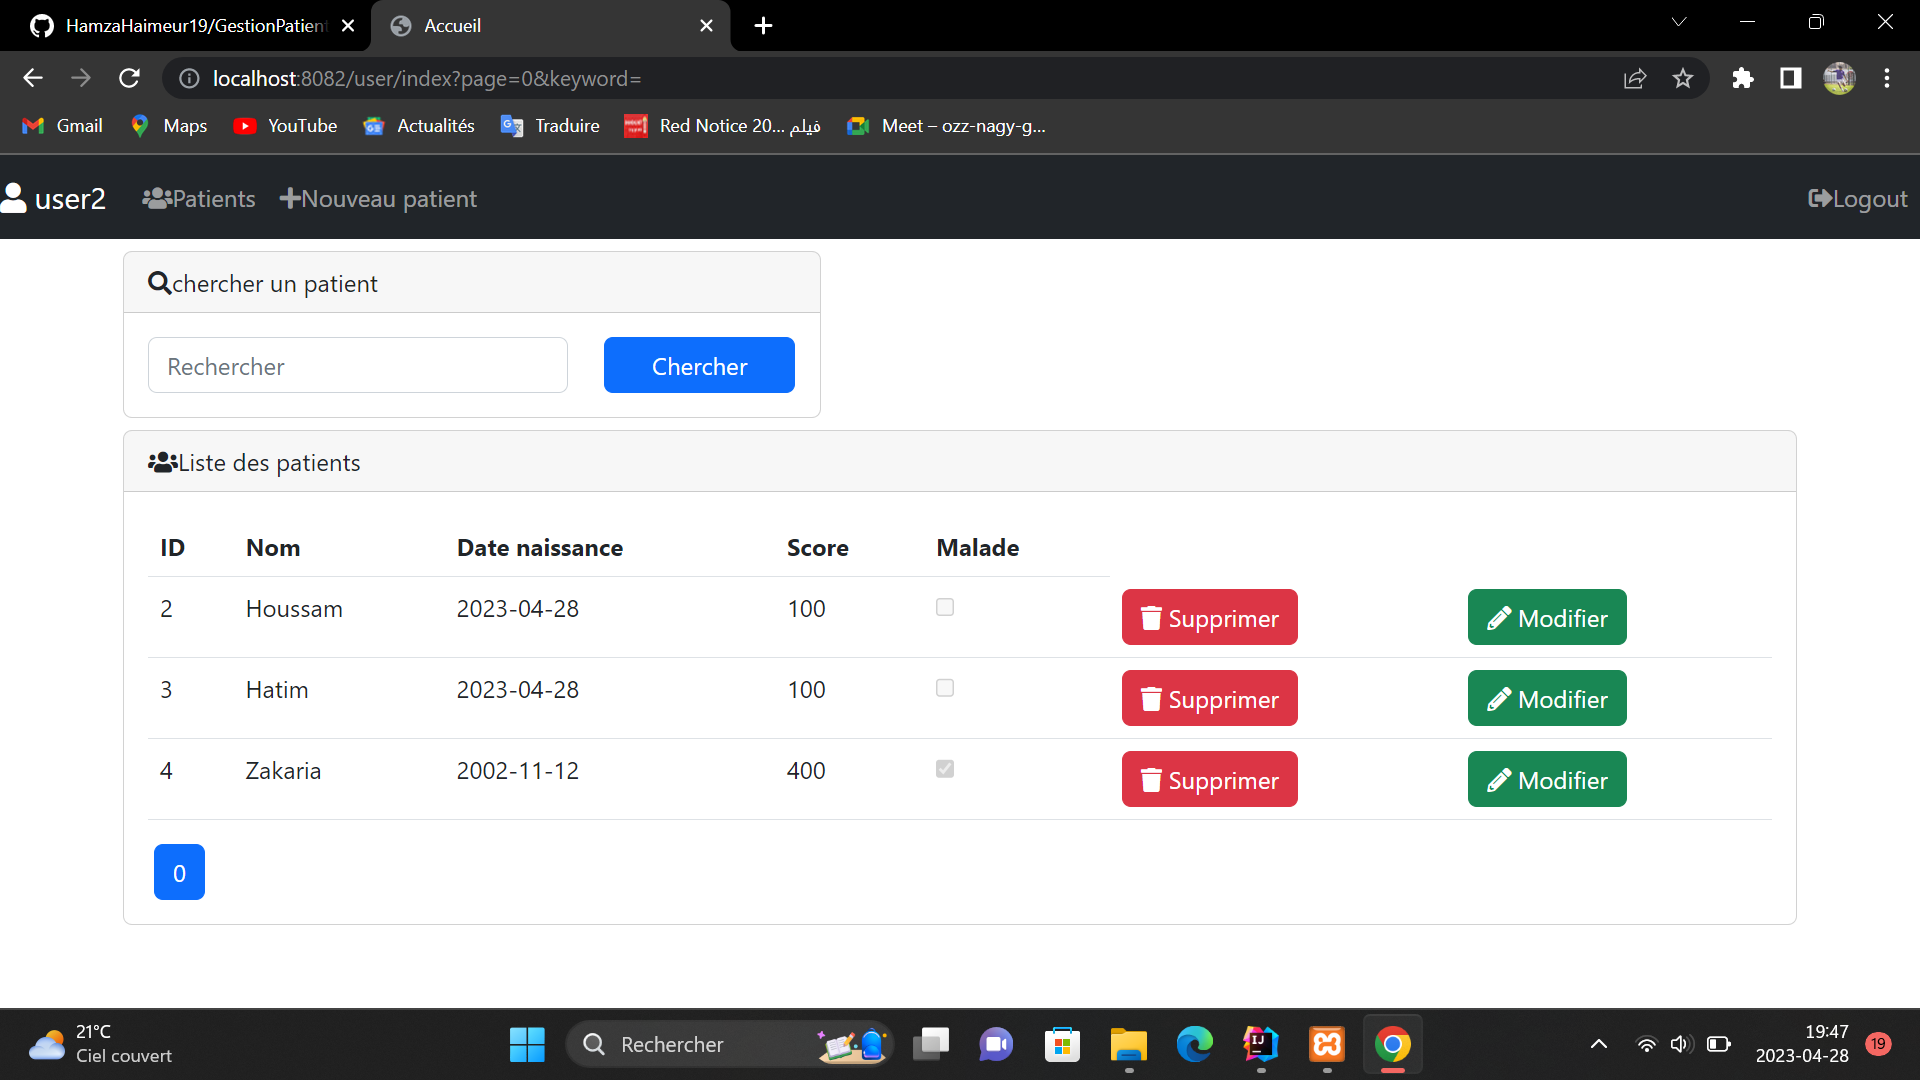 HamzaHaimeur19/GestionPatient
Accueil
localhost:8082/user/index?page=0&keyword=
Gmail
Maps
YouTube
Actualités
Traduire
Red Notice 20... فيلم
Meet – ozz-nagy-g...
user2
Patients
Nouveau patient
Logout
chercher un patient
Rechercher
Chercher
Liste des patients
ID Nom Date naissance Score Malade
2 Houssam 2023-04-28 100 Supprimer Modifier
3 Hatim 2023-04-28 100 Supprimer Modifier
4 Zakaria 2002-11-12 400 Supprimer Modifier
0
21°C
Ciel couvert
Rechercher
19:47
2023-04-28
19